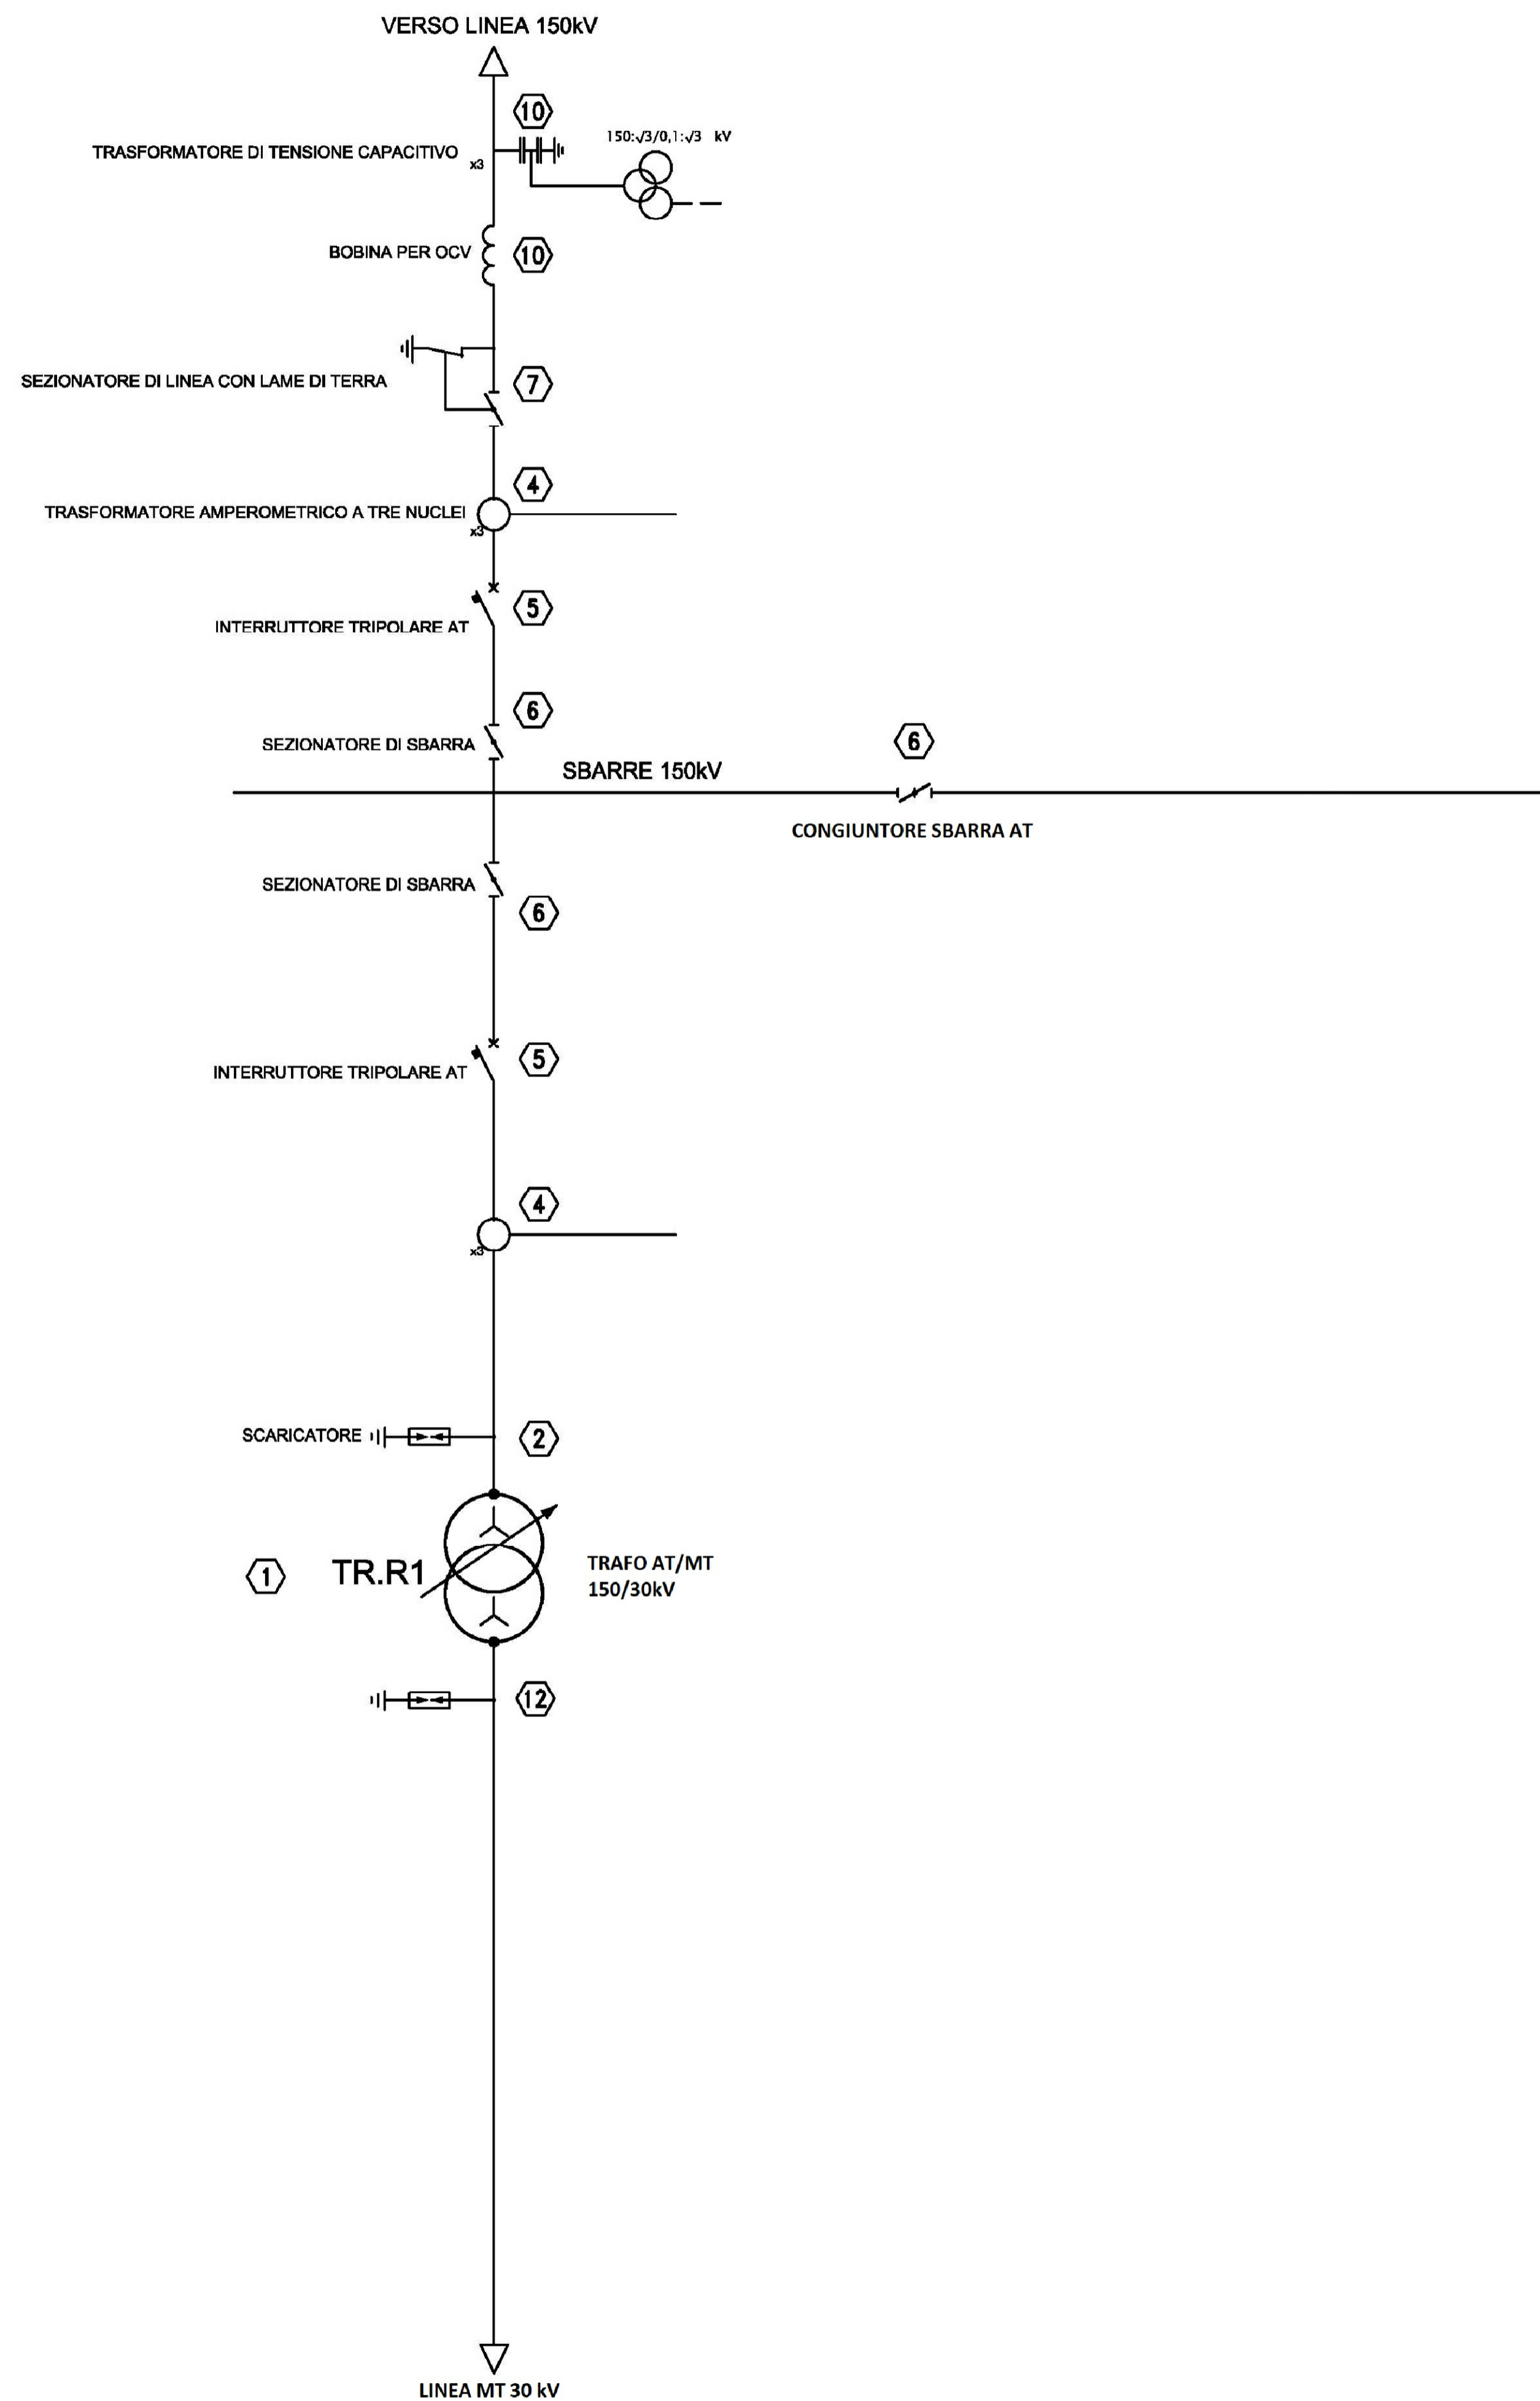 VERSO LINEA 150kV
10
150:√3/0,1:√3 kV
TRASFORMATORE DI TENSIONE CAPACITIVO
x3
BOBINA PER OCV
10
SEZIONATORE DI LINEA CON LAME DI TERRA
7
4
TRASFORMATORE AMPEROMETRICO A TRE NUCLEI
x3
5
INTERRUTTORE TRIPOLARE AT
6
SEZIONATORE DI SBARRA
6
SBARRE 150kV
CONGIUNTORE SBARRA AT
SEZIONATORE DI SBARRA
6
5
INTERRUTTORE TRIPOLARE AT
4
x3
SCARICATORE
2
1
TR.R1
TRAFO AT/MT
150/30kV
12
LINEA MT 30 kV